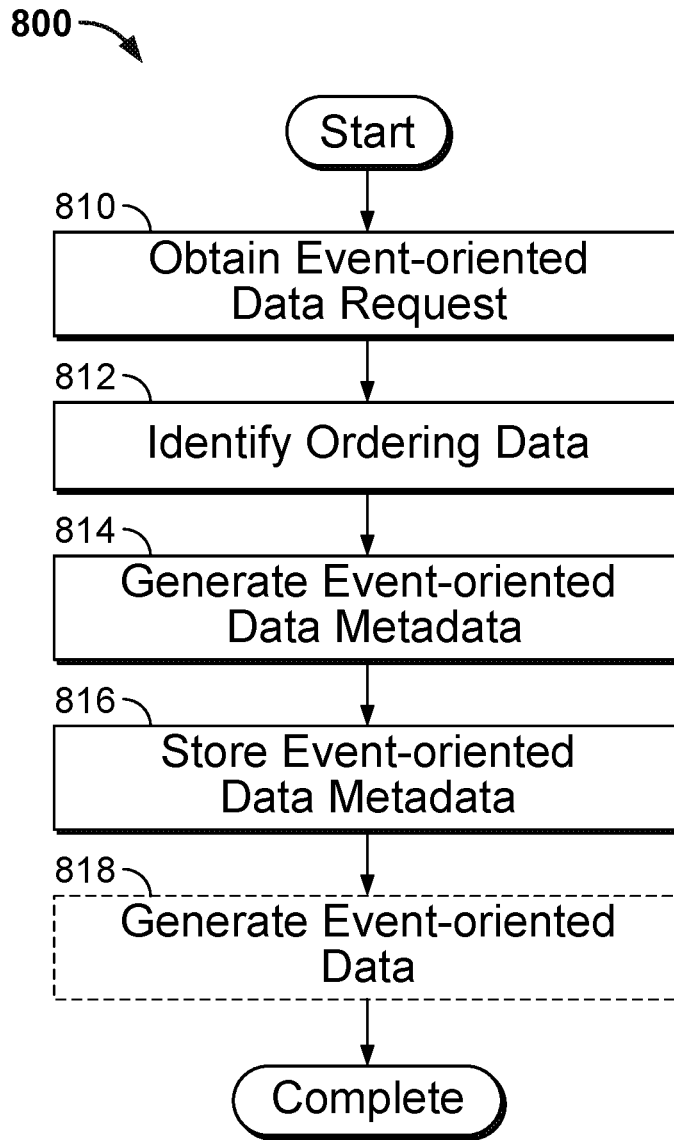 800
Start
810
Obtain Event-oriented
Data Request
812
Identify Ordering Data
814
Generate Event-oriented
Data Metadata
816
Store Event-oriented
Data Metadata
818
Generate Event-oriented
Data
Complete